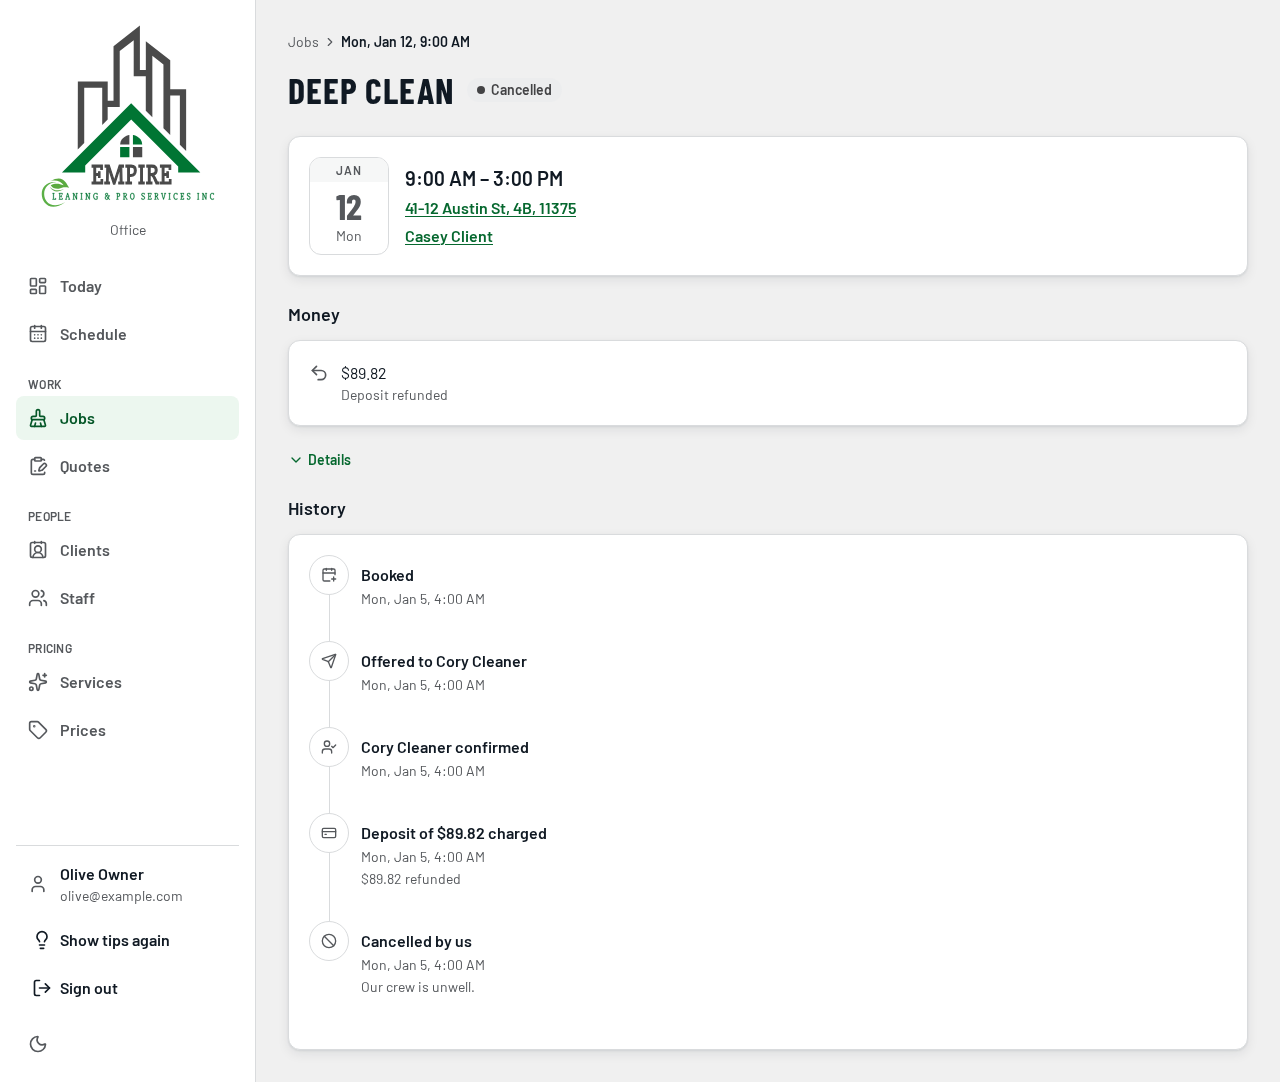 EMPIRE
LEANING & PRO SERVICES INC
Office
Today
Schedule
WORK
Jobs
Quotes
PEOPLE
Clients
Staff
PRICING
Services
Prices
Olive Owner
olive@example.com
Show tips again
Sign out
Jobs > Mon, Jan 12, 9:00 AM
DEEP CLEAN
Cancelled
JAN
12
Mon
9:00 AM – 3:00 PM
41-12 Austin St, 4B, 11375
Casey Client
Money
$89.82
Deposit refunded
Details
History
Booked
Mon, Jan 5, 4:00 AM
Offered to Cory Cleaner
Mon, Jan 5, 4:00 AM
Cory Cleaner confirmed
Mon, Jan 5, 4:00 AM
Deposit of $89.82 charged
Mon, Jan 5, 4:00 AM
$89.82 refunded
Cancelled by us
Mon, Jan 5, 4:00 AM
Our crew is unwell.